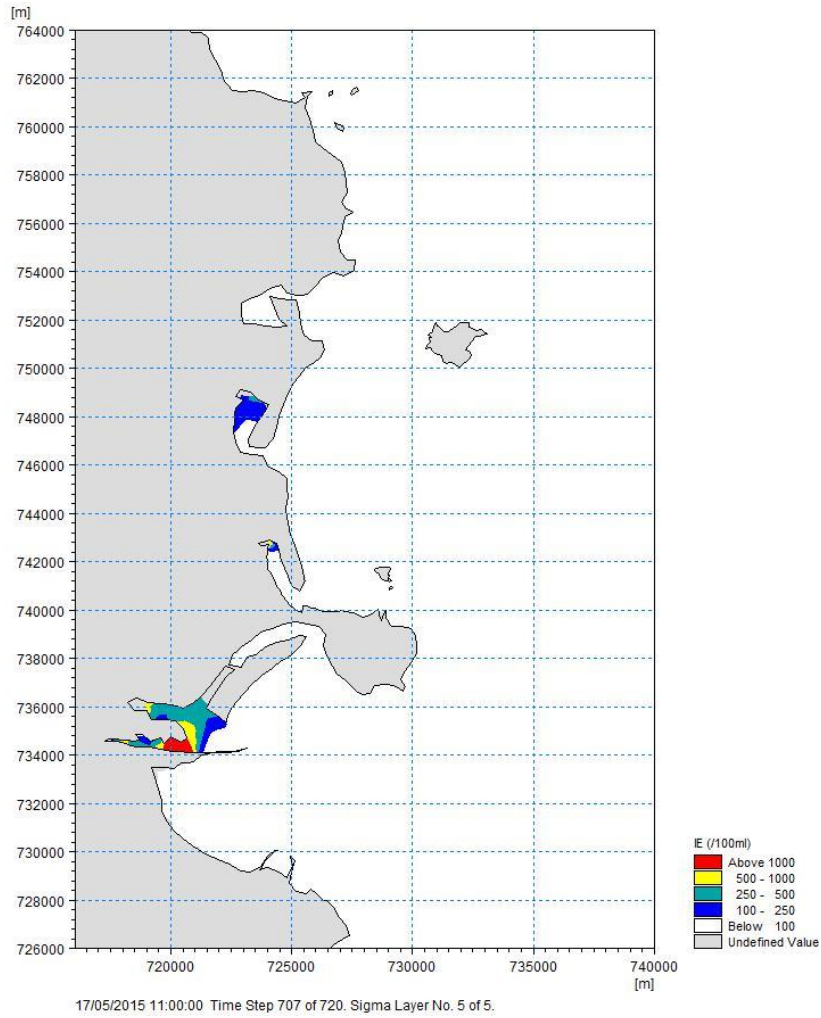 [m]
764000
762000
760000
758000
756000
754000
752000
750000
748000
746000
744000
742000
740000
738000
736000
734000
732000
730000
728000
726000
720000 725000 730000 735000 740000
[m]
IE (/100ml)
Above 1000
500 - 1000
250 - 500
100 - 250
Below 100
Undefined Value
17/05/2015 11:00:00 Time Step 707 of 720. Sigma Layer No. 5 of 5.